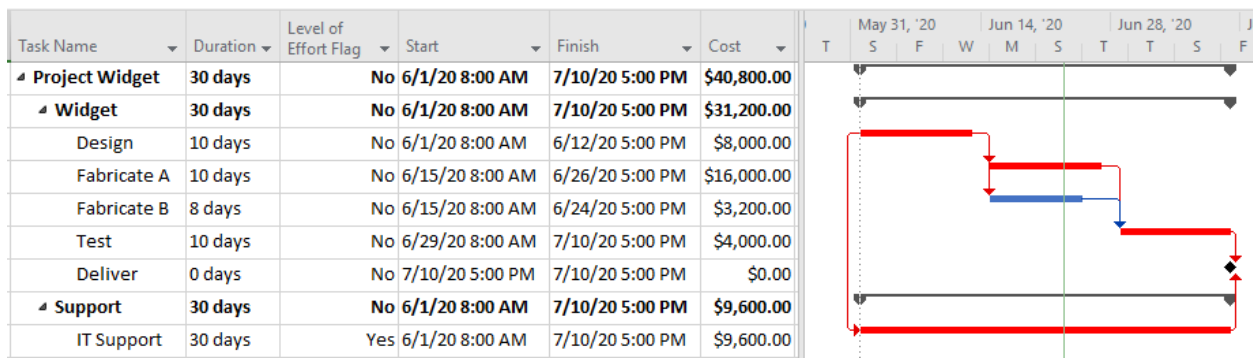 Task Name Duration Level of Effort Flag Start Finish Cost May 31, '20 Jun 14, '20 Jun 28, '20 J
T S F W M S T T S F
Project Widget 30 days No 6/1/20 8:00 AM 7/10/20 5:00 PM $40,800.00
Widget 30 days No 6/1/20 8:00 AM 7/10/20 5:00 PM $31,200.00
Design 10 days No 6/1/20 8:00 AM 6/12/20 5:00 PM $8,000.00
Fabricate A 10 days No 6/15/20 8:00 AM 6/26/20 5:00 PM $16,000.00
Fabricate B 8 days No 6/15/20 8:00 AM 6/24/20 5:00 PM $3,200.00
Test 10 days No 6/29/20 8:00 AM 7/10/20 5:00 PM $4,000.00
Deliver 0 days No 7/10/20 5:00 PM 7/10/20 5:00 PM $0.00
Support 30 days No 6/1/20 8:00 AM 7/10/20 5:00 PM $9,600.00
IT Support 30 days Yes 6/1/20 8:00 AM 7/10/20 5:00 PM $9,600.00